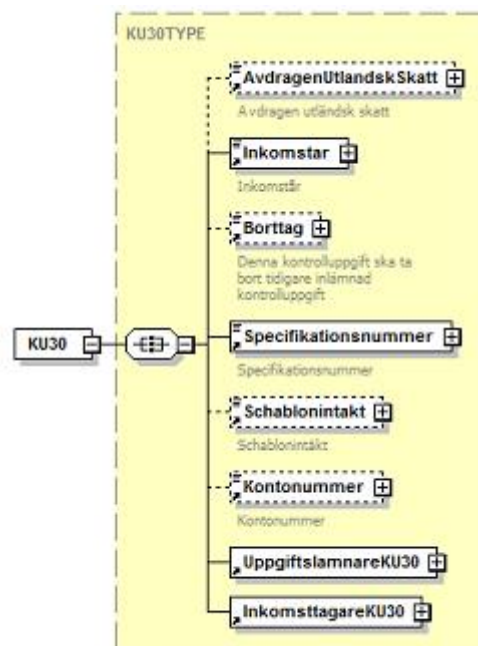 KU30TYPE
AvdragenUtlandskSkatt
Avdragen utländsk skatt
Inkomstar
Inkomstår
Borttag
Denna kontrolluppgift ska ta
bort tidigare inlämnad
kontrolluppgift
KU30
Specifikationsnummer
Specifikationsnummer
Schablonintakt
Schablonintäkt
Kontonummer
Kontonummer
UppgiftslamnareKU30
InkomsttagareKU30